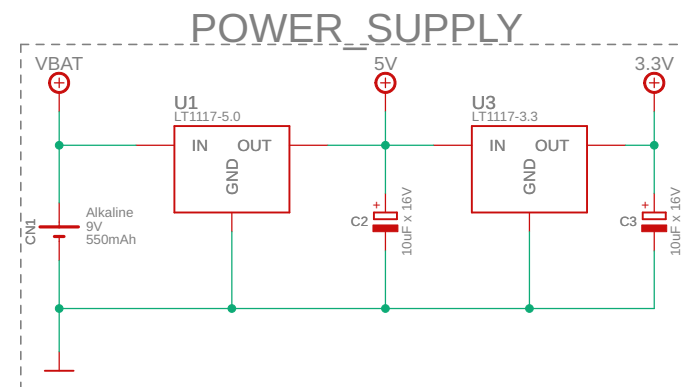 POWER_SUPPLY
VBAT
5V
3.3V
U1
LT1117-5.0
IN
OUT
GND
U3
LT1117-3.3
IN
OUT
GND
CN1
Alkaline
9V
550mAh
+
C2
10uF x 16V
+
C3
10uF x 16V